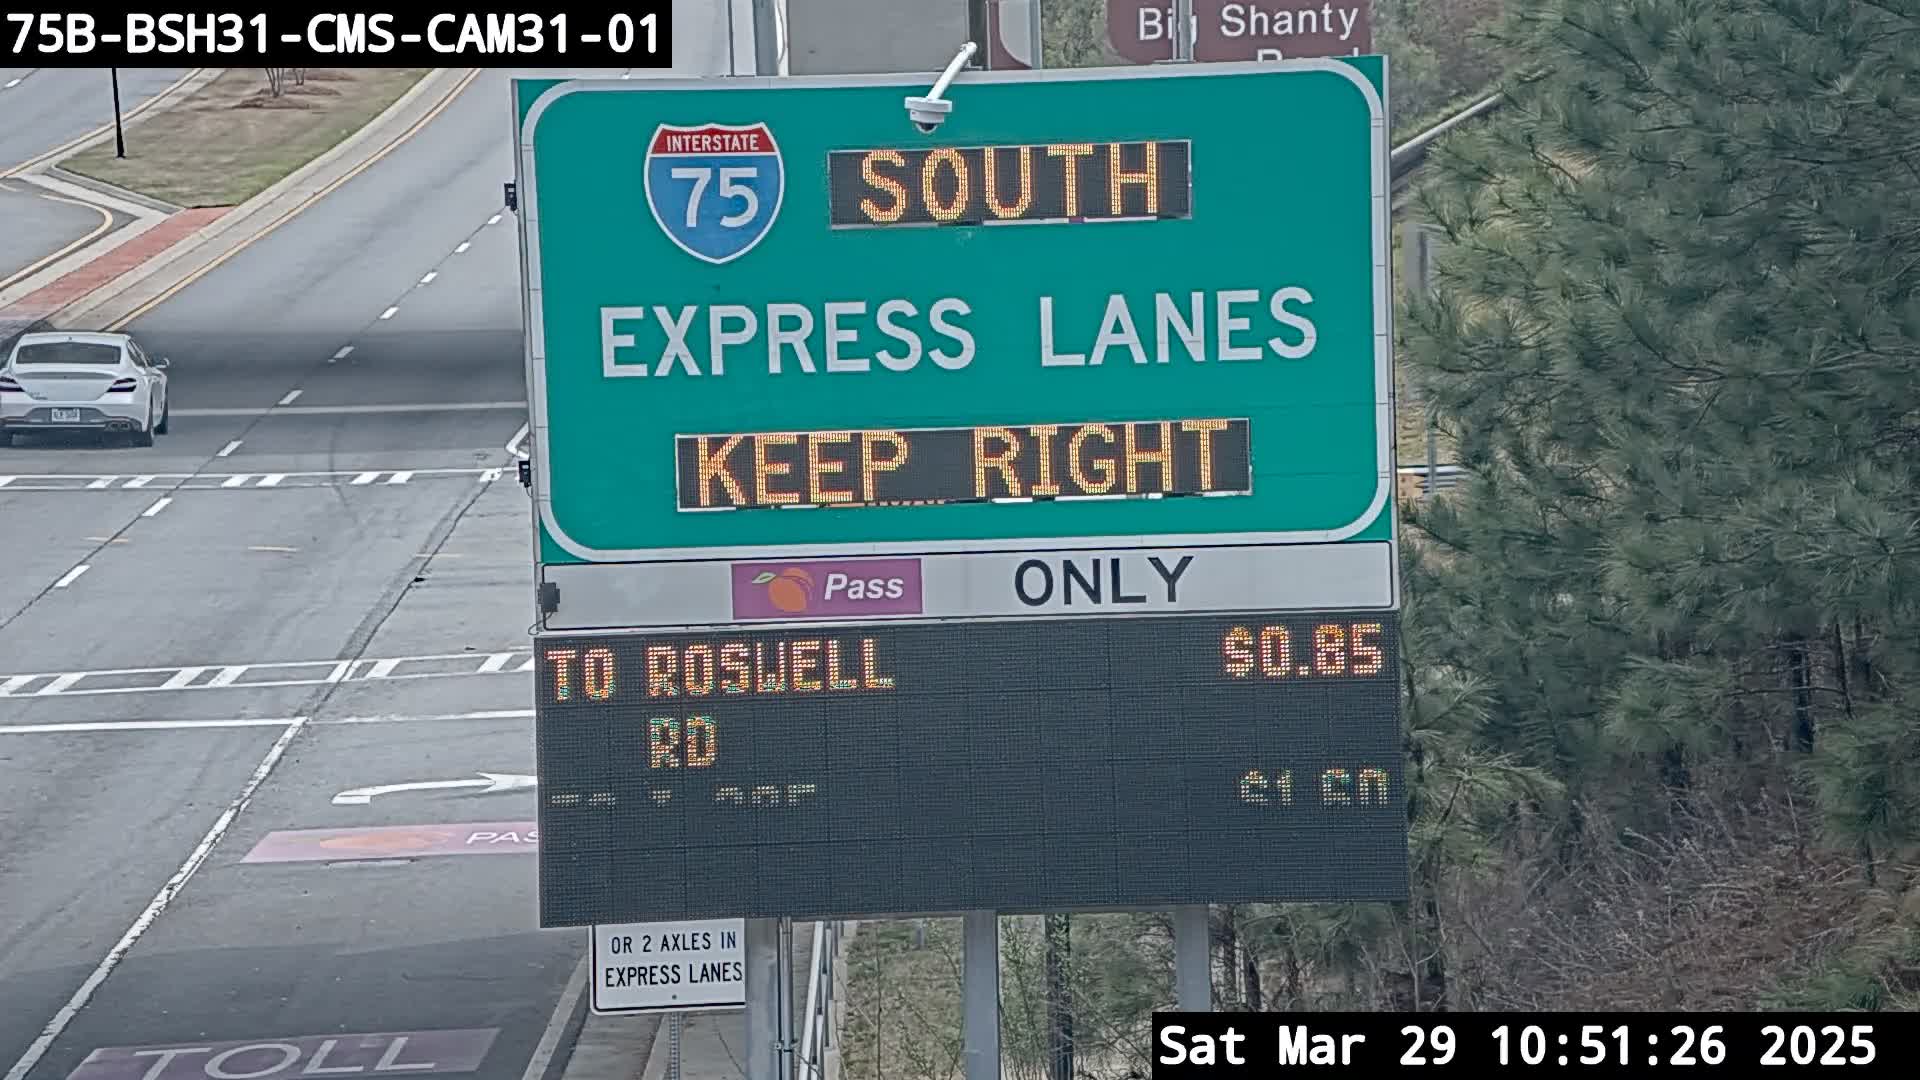 75B-BSH31-CMS-CAM31-01
Big Shanty
INTERSTATE
75
SOUTH
EXPRESS LANES
KEEP RIGHT
Pass
ONLY
TO ROSWELL $0.85
RD
PAS
OR 2 AXLES IN
EXPRESS LANES
TOLL
Sat Mar 29 10:51:26 2025